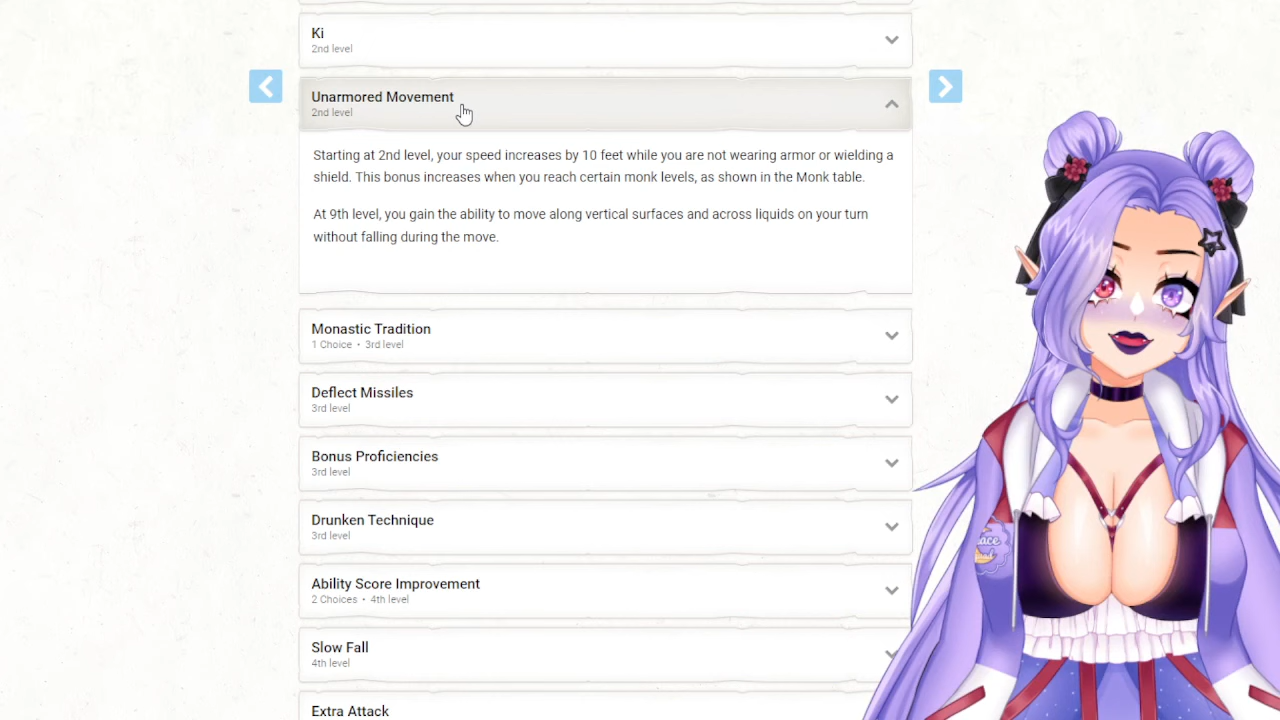 Ki
2nd level
Unarmored Movement
2nd level
Starting at 2nd level, your speed increases by 10 feet while you are not wearing armor or wielding a
shield. This bonus increases when you reach certain monk levels, as shown in the Monk table.
At 9th level, you gain the ability to move along vertical surfaces and across liquids on your turn
without falling during the move.
Monastic Tradition
1 Choice • 3rd level
Deflect Missiles
3rd level
Bonus Proficiencies
3rd level
Drunken Technique
3rd level
Ability Score Improvement
2 Choices • 4th level
Slow Fall
4th level
Extra Attack